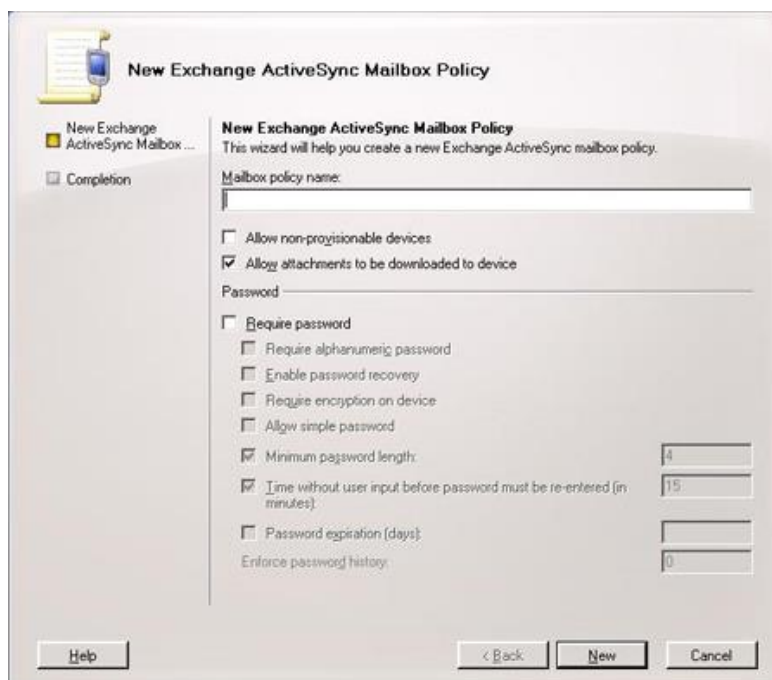 New Exchange ActiveSync Mailbox Policy
New Exchange
ActiveSync Mailbox ...
Completion
New Exchange ActiveSync Mailbox Policy
This wizard will help you create a new Exchange ActiveSync mailbox policy.
Mailbox policy name:
Allow non-provisionable devices
Allow attachments to be downloaded to device
Password
Require password
Require alphanumeric password
Enable password recovery
Require encryption on device
Allow simple password
Minimum password length: 4
Time without user input before password must be re-entered (in 15
minutes):
Password expiration (days):
Enforce password history: 0
Help
< Back
New
Cancel